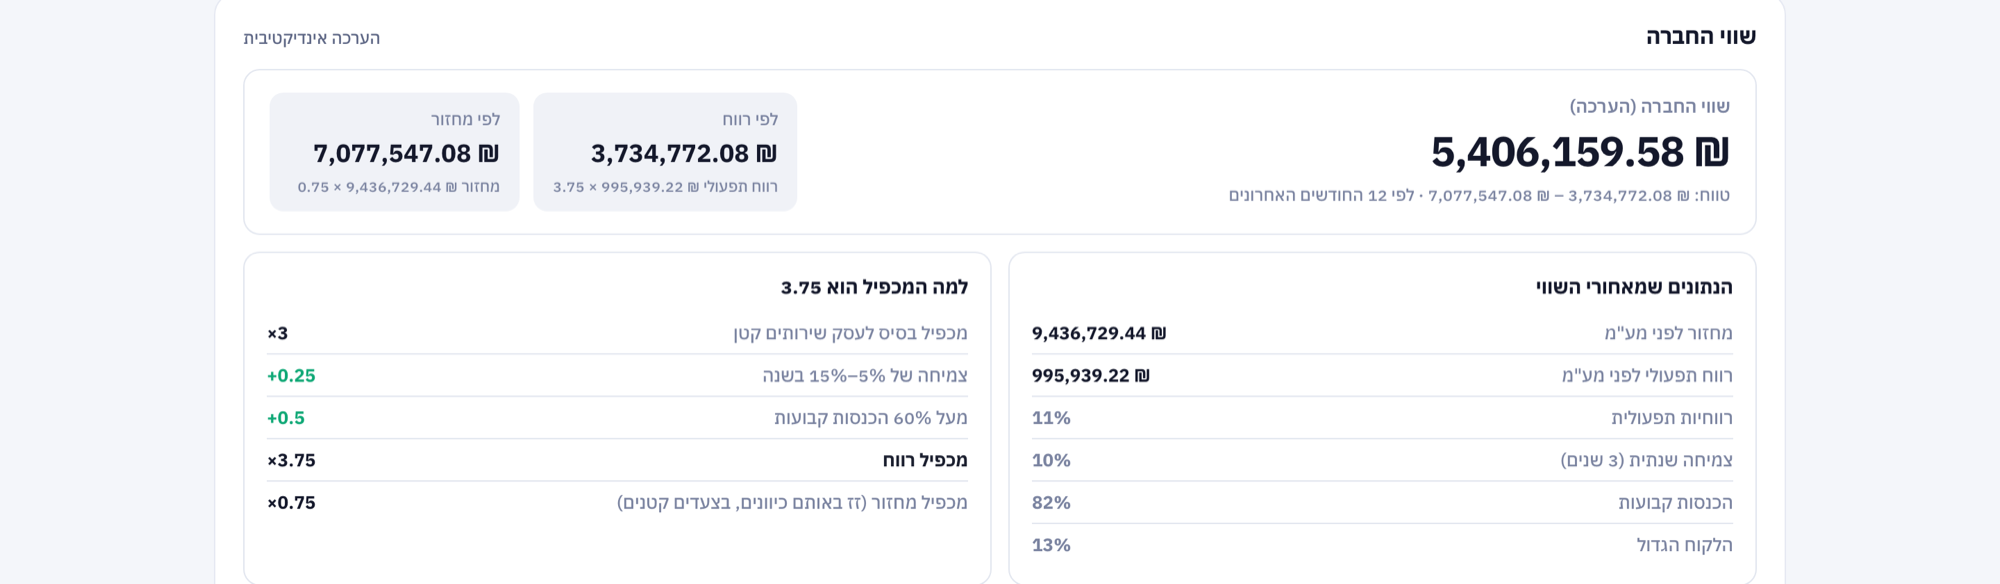 שווי החברה
הערכה אינדיקטיבית
שווי החברה (הערכה)
₪ 5,406,159.58
טווח: ₪ 3,734,772.08 – ₪ 7,077,547.08 · לפי 12 החודשים האחרונים
לפי רווח
₪ 3,734,772.08
רווח תפעולי ₪ 995,939.22 × 3.75
לפי מחזור
₪ 7,077,547.08
מחזור ₪ 9,436,729.44 × 0.75
הנתונים שמאחורי השווי
מחזור לפני מע"מ ₪ 9,436,729.44
רווח תפעולי לפני מע"מ ₪ 995,939.22
רווחיות תפעולית 11%
צמיחה שנתית (3 שנים) 10%
הכנסות קבועות 82%
הלקוח הגדול 13%
למה המכפיל הוא 3.75
מכפיל בסיס לעסק שירותים קטן ×3
צמיחה של 5%–15% בשנה +0.25
מעל 60% הכנסות קבועות +0.5
מכפיל רווח ×3.75
מכפיל מחזור (זז באותם כיוונים, בצעדים קטנים) ×0.75